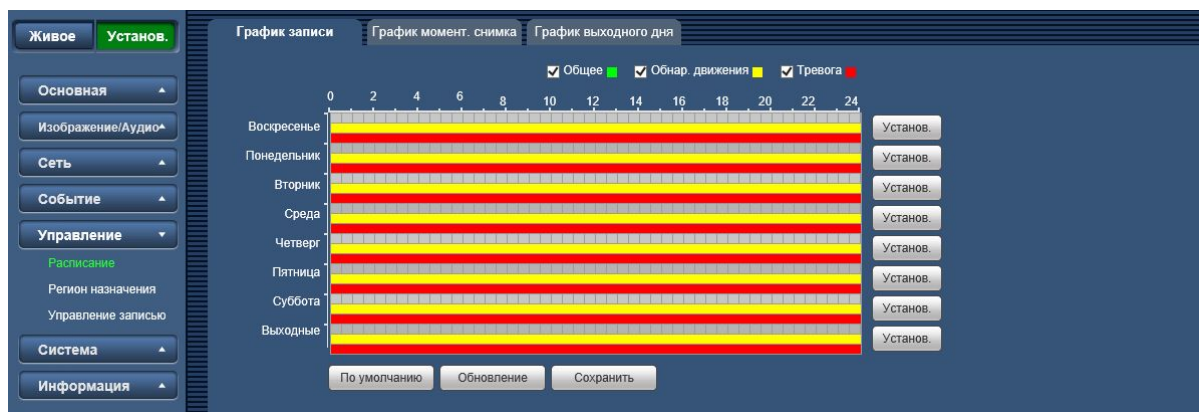 Живое Установ.
Основная
Изображение/Аудио
Сеть
Событие
Управление
Расписание
Регион назначения
Управление записью
Система
Информация
График записи График момент. снимка График выходного дня
Общее Обнар. движения Тревога
0 2 4 6 8 10 12 14 16 18 20 22 24
Воскресенье Установ.
Понедельник Установ.
Вторник Установ.
Среда Установ.
Четверг Установ.
Пятница Установ.
Суббота Установ.
Выходные Установ.
По умолчанию Обновление Сохранить